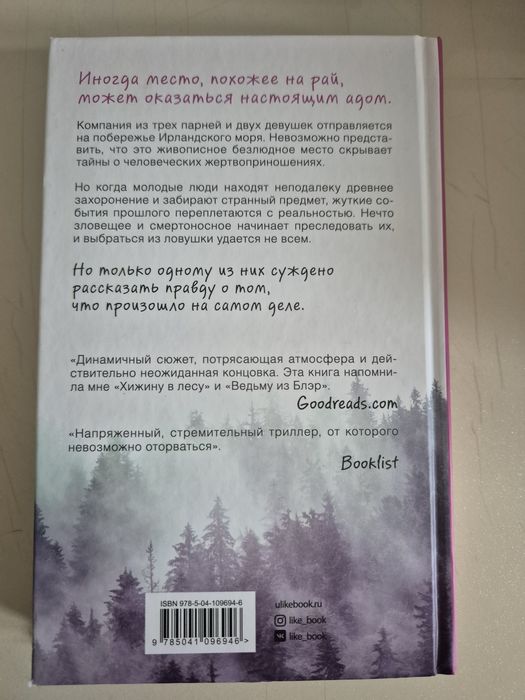 Иногда место, похожее на рай,
может оказаться настоящим адом.
Компания из трех парней и двух девушек отправляется
на побережье Ирландского моря. Невозможно предста-
вить, что это живописное безлюдное место скрывает
тайны о человеческих жертвоприношениях.
Но когда молодые люди находят неподалеку древнее
захоронение и забирают странный предмет, жуткие со-
бытия прошлого переплетаются с реальностью. Нечто
зловещее и смертоносное начинает преследовать их,
и выбраться из ловушки удается не всем.
Но только одному из них суждено
рассказать правду о том,
что произошло на самом деле.
«Динамичный сюжет, потрясающая атмосфера и дей-
ствительно неожиданная концовка. Эта книга напомни-
ла мне «Хижину в лесу» и «Ведьму из Блэр».
Goodreads.com
«Напряженный, стремительный триллер, от которого
невозможно оторваться».
Booklist
ISBN 978-5-04-109694-6
9 785041 096946 >
ulikebook.ru
like_book
like_book